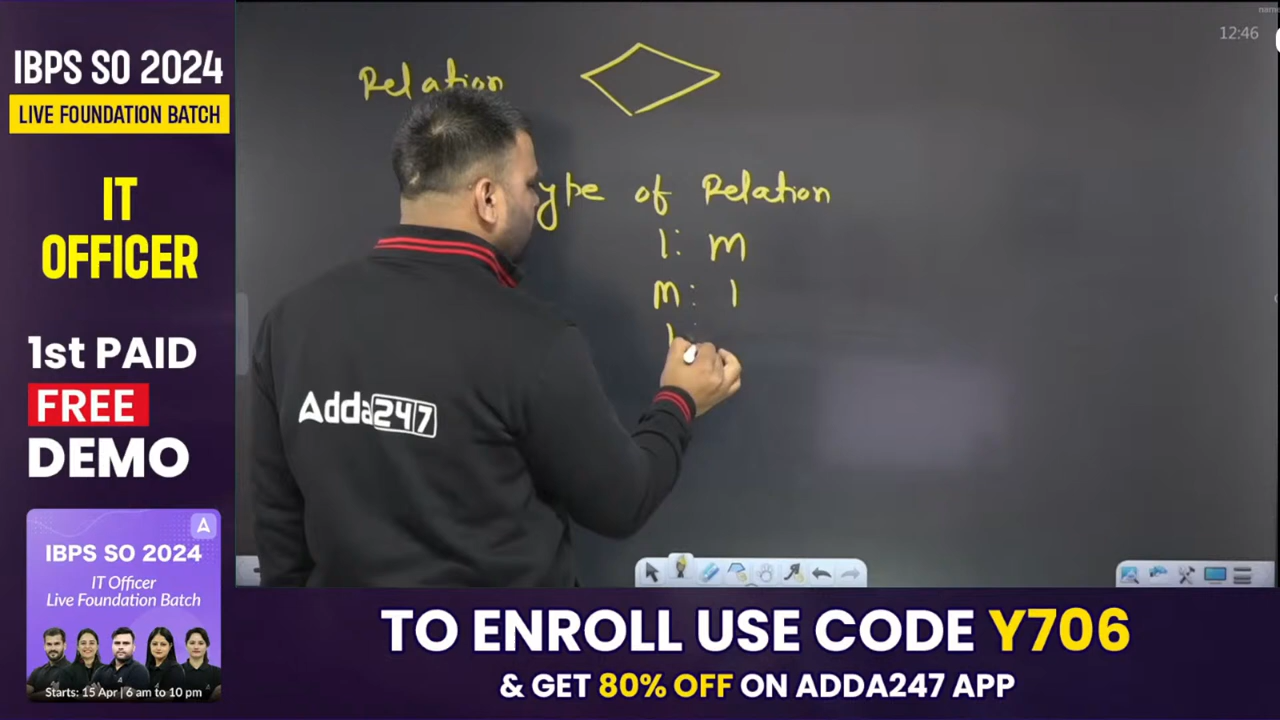 IBPS SO 2024
LIVE FOUNDATION BATCH
IT
OFFICER
1st PAID
FREE
DEMO
A
IBPS SO 2024
IT Officer
Live Foundation Batch
Starts: 15 Apr | 6 am to 10 pm
12:46
Relation
ype of Relation
1: M
M: 1
1
Adda247
TO ENROLL USE CODE Y706
& GET 80% OFF ON ADDA247 APP